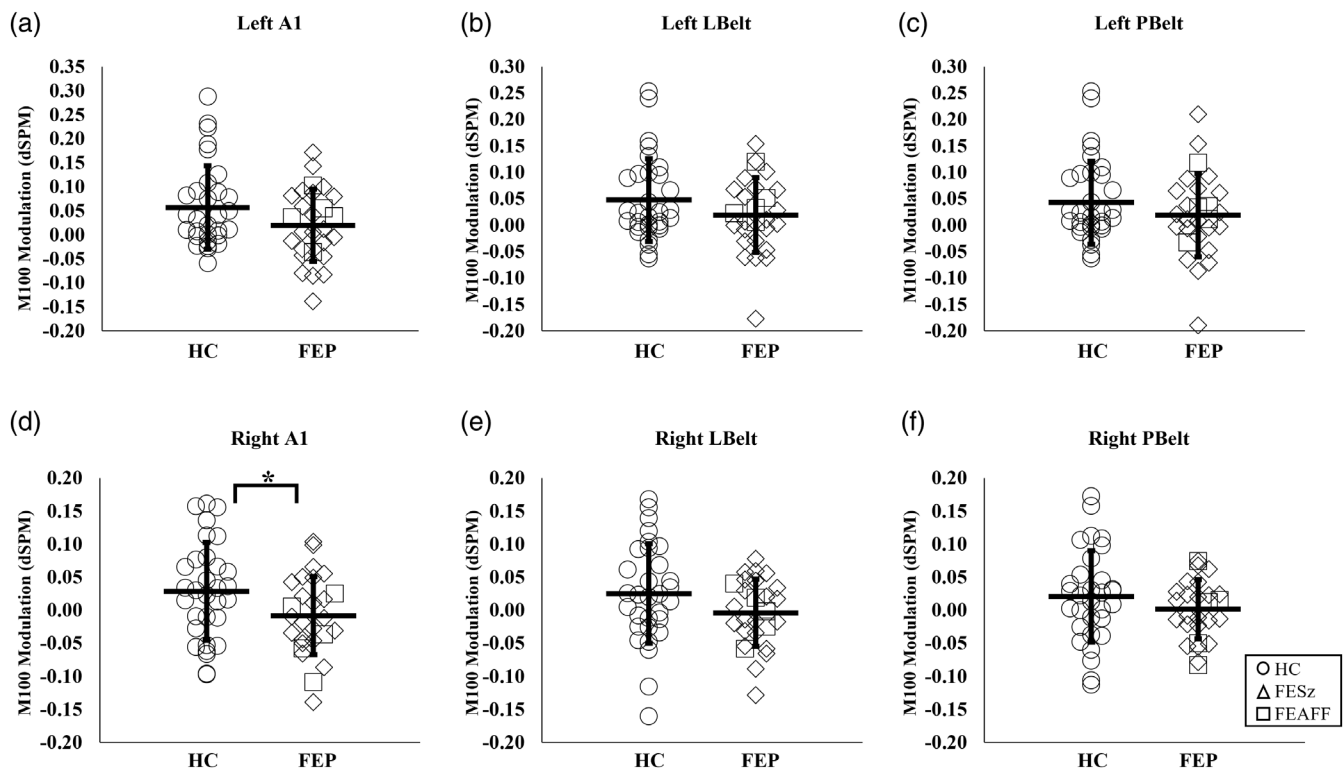 (a)
Left A1
M100 Modulation (dSPM)
0.35
0.30
0.25
0.20
0.15
0.10
0.05
0.00
-0.05
-0.10
-0.15
-0.20
HC
FEP
(b)
Left LBelt
M100 Modulation (dSPM)
0.30
0.25
0.20
0.15
0.10
0.05
0.00
-0.05
-0.10
-0.15
-0.20
HC
FEP
(c)
Left PBelt
M100 Modulation (dSPM)
0.30
0.25
0.20
0.15
0.10
0.05
0.00
-0.05
-0.10
-0.15
-0.20
HC
FEP
(d)
Right A1
M100 Modulation (dSPM)
0.20
0.15
0.10
0.05
0.00
-0.05
-0.10
-0.15
-0.20
*
HC
FEP
(e)
Right LBelt
M100 Modulation (dSPM)
0.20
0.15
0.10
0.05
0.00
-0.05
-0.10
-0.15
-0.20
HC
FEP
(f)
Right PBelt
M100 Modulation (dSPM)
0.20
0.15
0.10
0.05
0.00
-0.05
-0.10
-0.15
-0.20
HC
FEP
HC
FESz
FEAFF